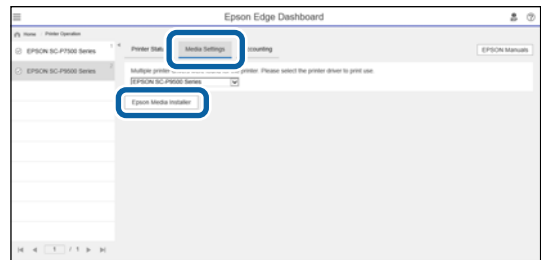 Epson Edge Dashboard
Home Printer Operation
EPSON SC-P7500 Series
EPSON SC-P9500 Series
Printer Stat Media Settings counting
EPSON Manuals
Multiple printer printer. Please select the printer driver to print use.
EPSON SC-P9500 Series
Epson Media Installer
1 / 1